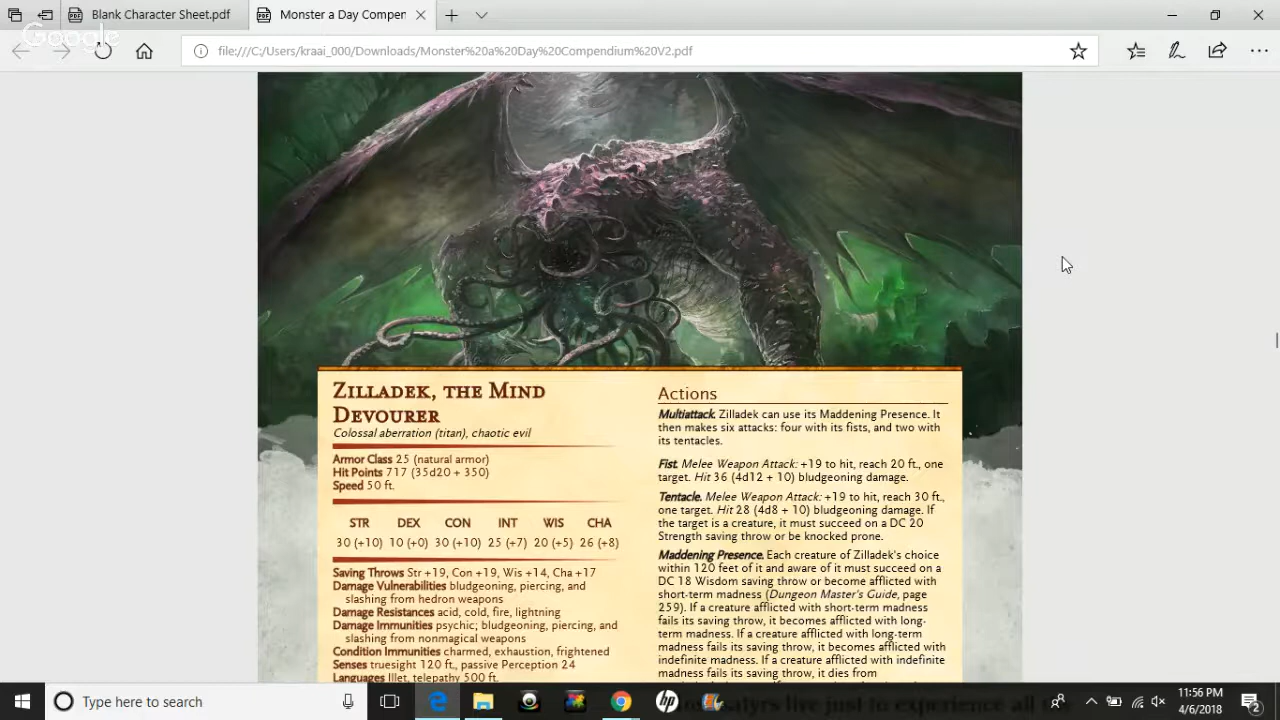 Blank Character Sheet.pdf
Monster a Day Compen
Google
file:///C:/Users/kraai_000/Downloads/Monster%20a%20Day%20Compendium%20V2.pdf
Zilladek, the Mind
Devourer
Colossal aberration (titan), chaotic evil
Armor Class 25 (natural armor)
Hit Points 717 (35d20 + 350)
Speed 50 ft.
STR DEX CON INT WIS CHA
30 (+10) 10 (+0) 30 (+10) 25 (+7) 20 (+5) 26 (+8)
Saving Throws Str +19, Con +19, Wis +14, Cha +17
Damage Vulnerabilities bludgeoning, piercing, and
slashing from hedron weapons
Damage Resistances acid, cold, fire, lightning
Damage Immunities psychic; bludgeoning, piercing, and
slashing from nonmagical weapons
Condition Immunities charmed, exhaustion, frightened
Senses truesight 120 ft., passive Perception 24
Languages Illet, telepathy 500 ft.
Actions
Multiattack. Zilladek can use its Maddening Presence. It
then makes six attacks: four with its fists, and two with
its tentacles.
Fist. Melee Weapon Attack: +19 to hit, reach 20 ft., one
target. Hit 36 (4d12 + 10) bludgeoning damage.
Tentacle. Melee Weapon Attack: +19 to hit, reach 30 ft.,
one target. Hit 28 (4d8 + 10) bludgeoning damage. If
the target is a creature, it must succeed on a DC 20
Strength saving throw or be knocked prone.
Maddening Presence. Each creature of Zilladek's choice
within 120 feet of it and aware of it must succeed on a
DC 18 Wisdom saving throw or become afflicted with
short-term madness (Dungeon Master's Guide, page
259). If a creature afflicted with short-term madness
fails its saving throw, it becomes afflicted with long-
term madness. If a creature afflicted with long-term
madness fails its saving throw, it becomes afflicted with
indefinite madness. If a creature afflicted with indefinite
madness fails its saving throw, it dies from
Type here to search
hp
11:56 PM
4/6/2018
2